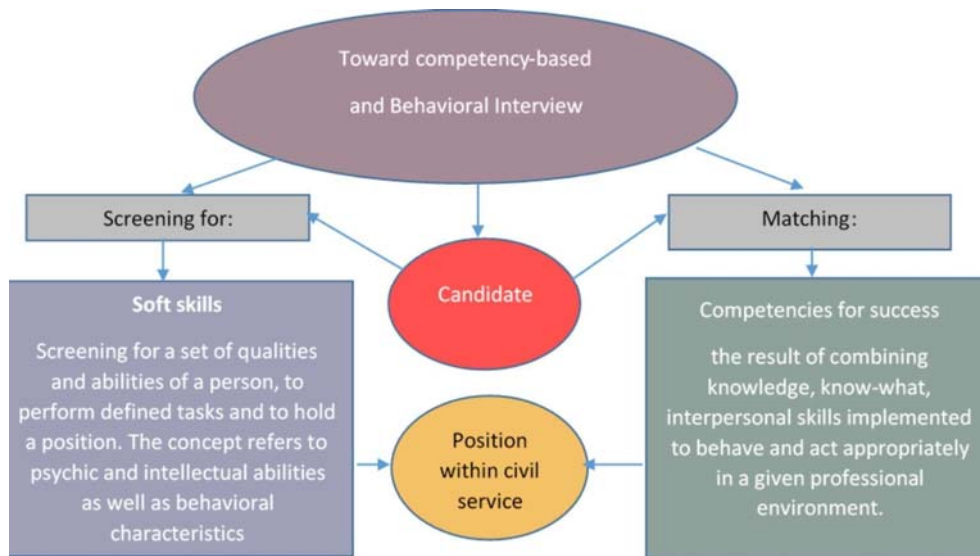 Toward competency-based
and Behavioral Interview
Screening for:
Matching:
Candidate
Soft skills
Screening for a set of qualities
and abilities of a person, to
perform defined tasks and to hold
a position. The concept refers to
psychic and intellectual abilities
as well as behavioral
characteristics
Competencies for success
the result of combining
knowledge, know-what,
interpersonal skills implemented
to behave and act appropriately
in a given professional
environment.
Position
within civil
service